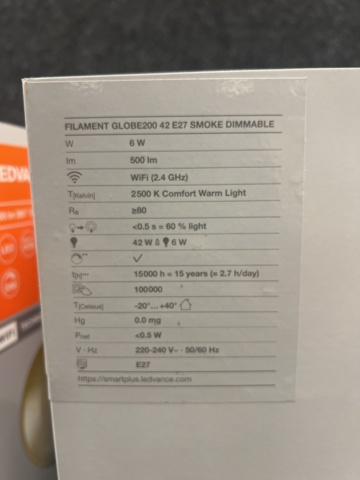 FILAMENT GLOBE200 42 E27 SMOKE DIMMABLE
W 6 W
lm 500 lm
WiFi (2.4 GHz)
T[Kelvin] 2500 K Comfort Warm Light
Ra ≥80
<0.5 s = 60 % light
42 W ≙ 6 W
** ✓
t[h]*** 15000 h = 15 years (= 2.7 h/day)
100000
T[Celsius] -20°...+40°
Hg 0.0 mg
Pnet <0.5 W
V · Hz 220-240 V~ · 50/60 Hz
E27
https://smartplus.ledvance.com
LEDVA